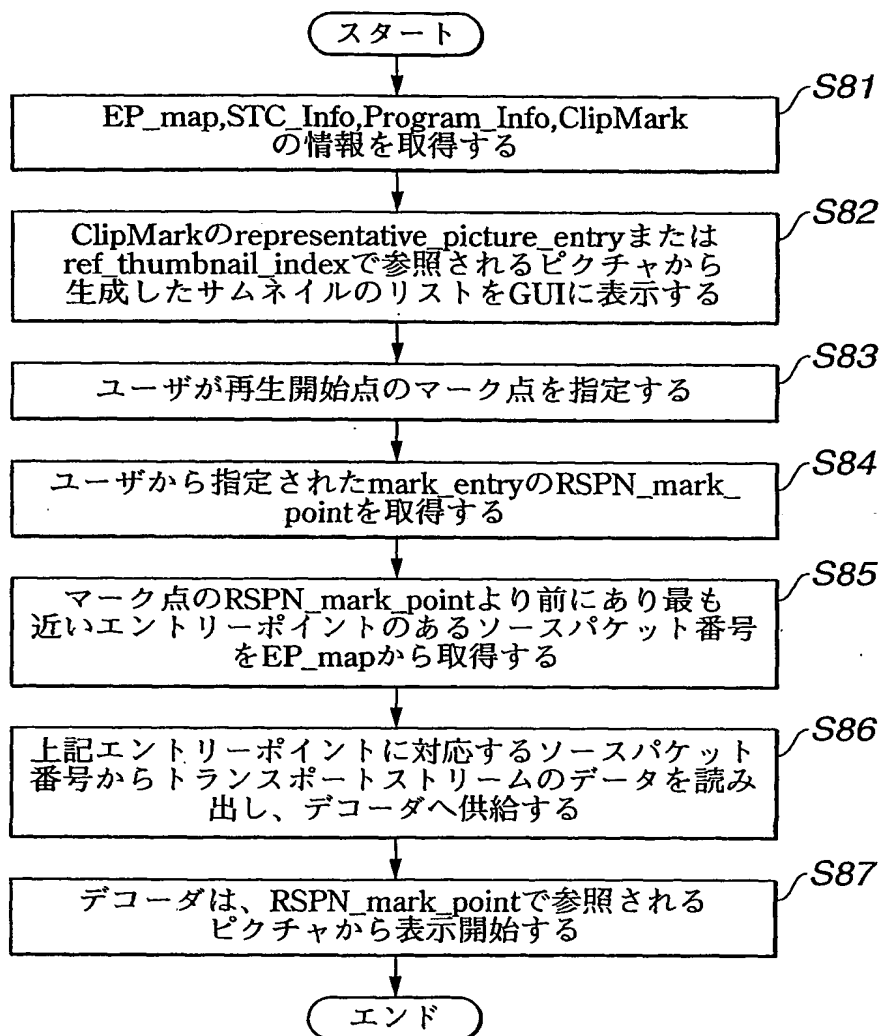 スタート
S81
EP_map,STC_Info,Program_Info,ClipMark
の情報を取得する
S82
ClipMarkのrepresentative_picture_entryまたは
ref_thumbnail_indexで参照されるピクチャから
生成したサムネイルのリストをGUIに表示する
S83
ユーザが再生開始点のマーク点を指定する
S84
ユーザから指定されたmark_entryのRSPN_mark_
pointを取得する
S85
マーク点のRSPN_mark_pointより前にあり最も
近いエントリーポイントのあるソースパケット番号
をEP_mapから取得する
S86
上記エントリーポイントに対応するソースパケット
番号からトランスポートストリームのデータを読み
出し、デコーダへ供給する
S87
デコーダは、RSPN_mark_pointで参照される
ピクチャから表示開始する
エンド